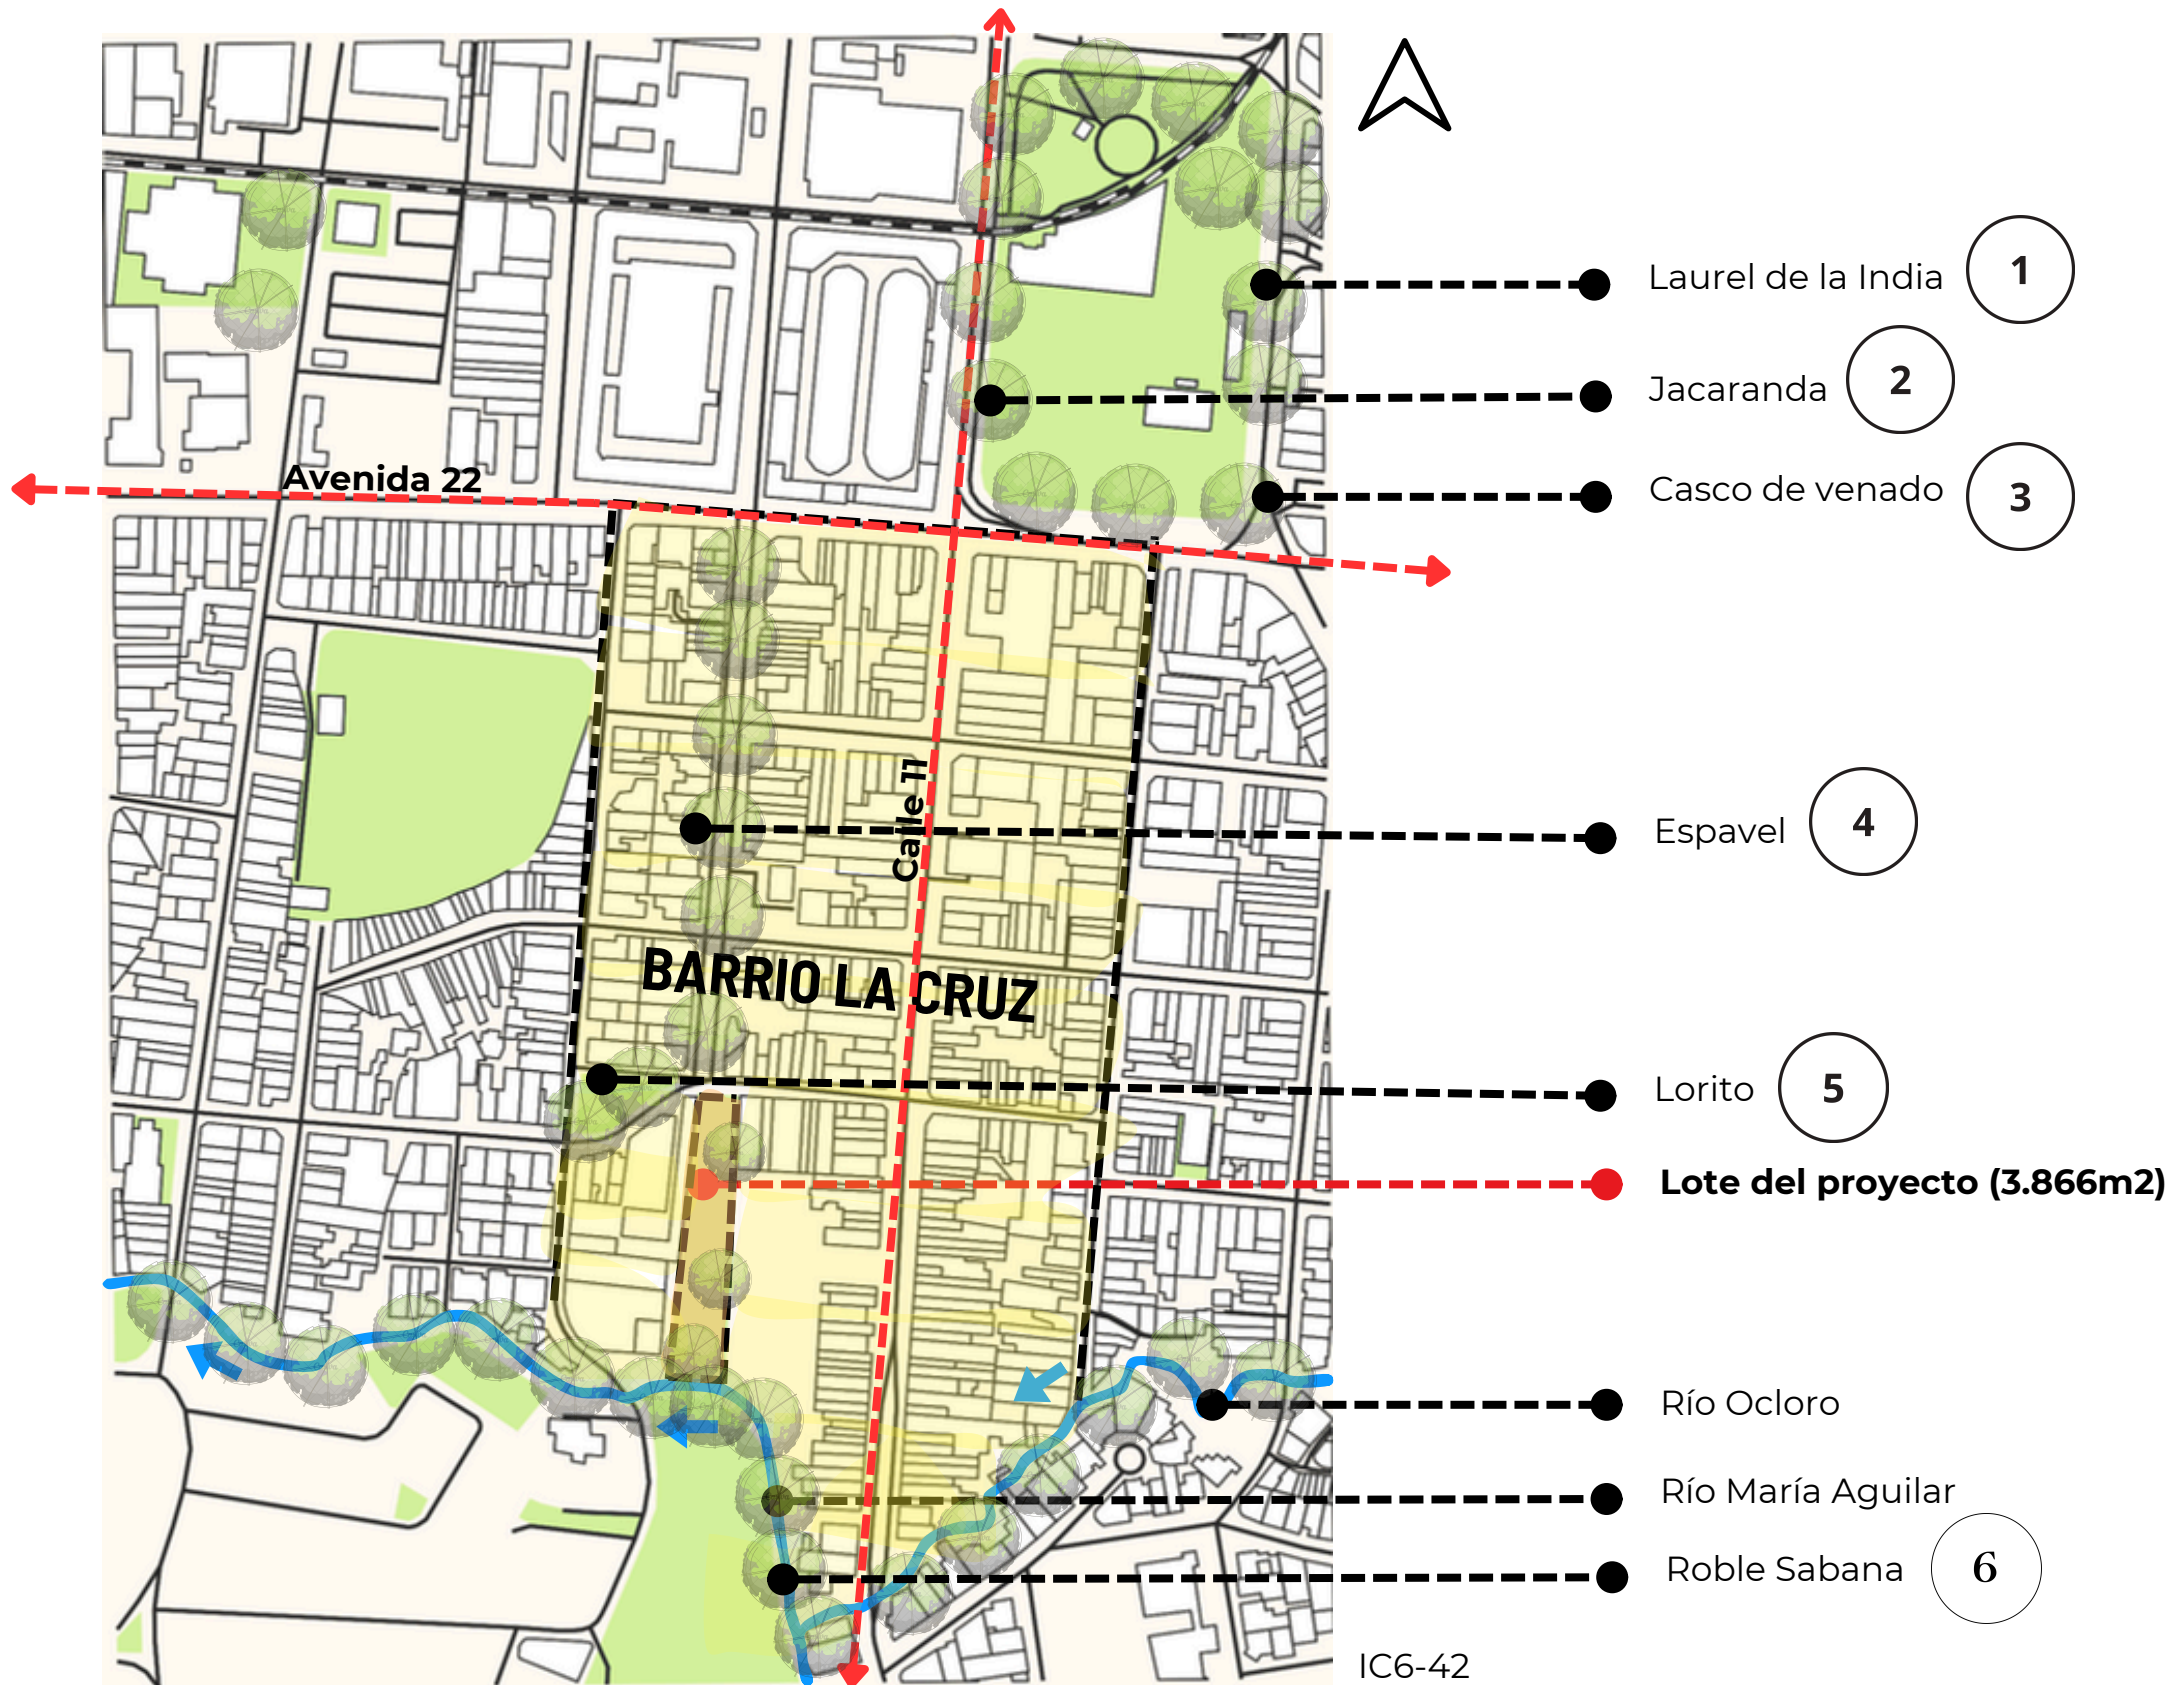 Laurel de la India 1
Jacaranda 2
Avenida 22
Casco de venado 3
Calle 11
Espavel 4
BARRIO LA CRUZ
Lorito 5
Lote del proyecto (3.866m2)
Río Ocloro
Río María Aguilar
Roble Sabana 6
IC6-42